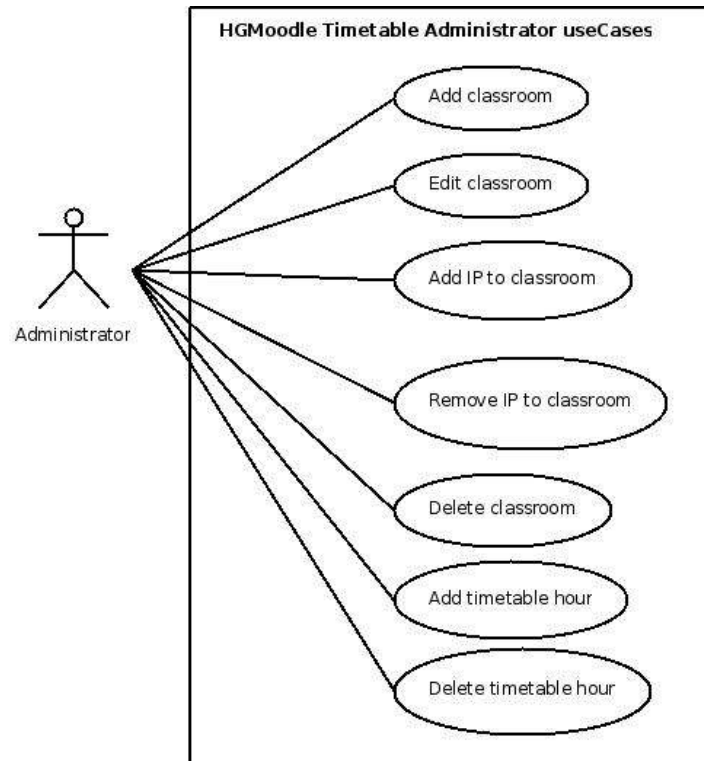 HGMoodle Timetable Administrator useCases
Add classroom
Edit classroom
Add IP to classroom
Administrator
Remove IP to classroom
Delete classroom
Add timetable hour
Delete timetable hour